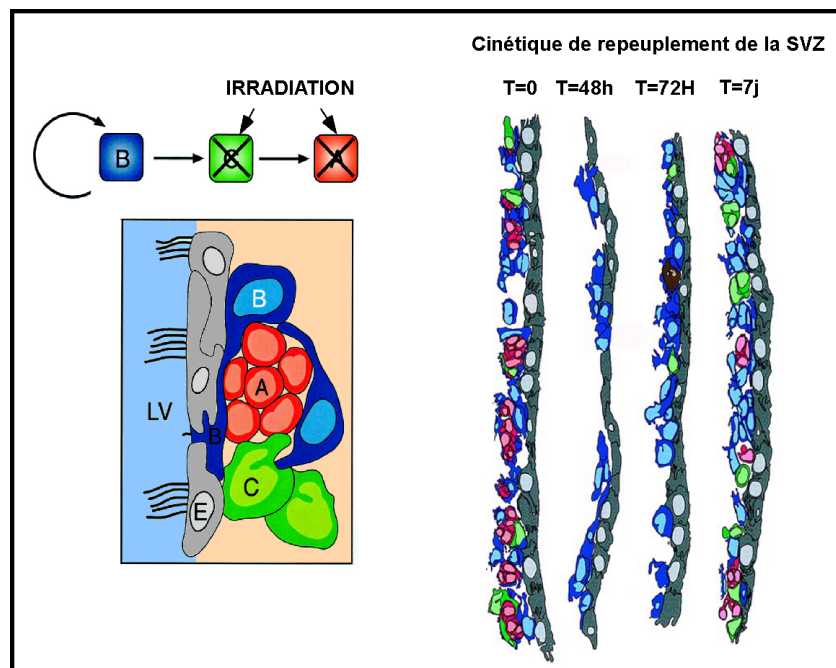 Cinétique de repeuplement de la SVZ
IRRADIATION
T=0 T=48h T=72H T=7j
B C A
B
A
LV
B
C
E